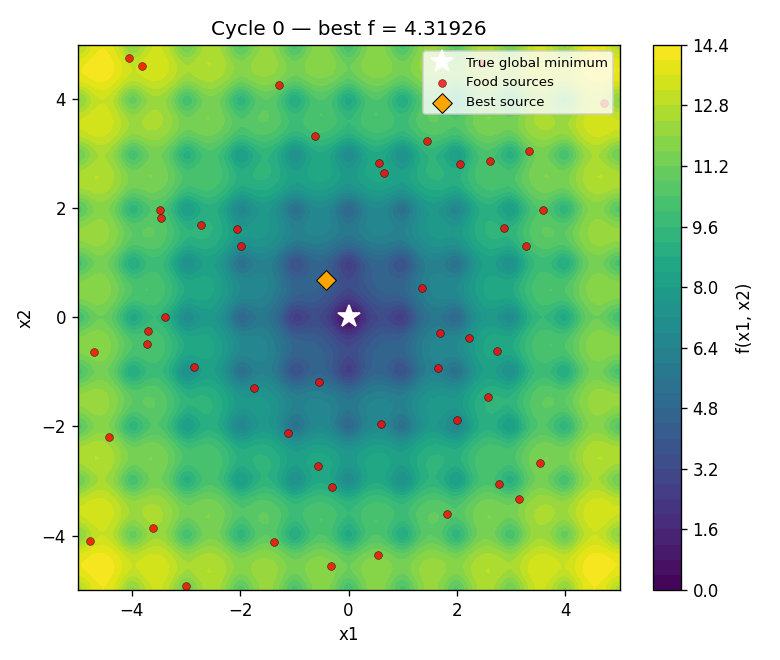 Cycle 0 — best f = 4.31926
True global minimum
Food sources
Best source
x2
4
2
0
−2
−4
−4 −2 0 2 4
x1
14.4
12.8
11.2
9.6
8.0
6.4
4.8
3.2
1.6
0.0
f(x1, x2)